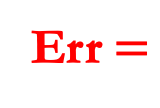 Err =